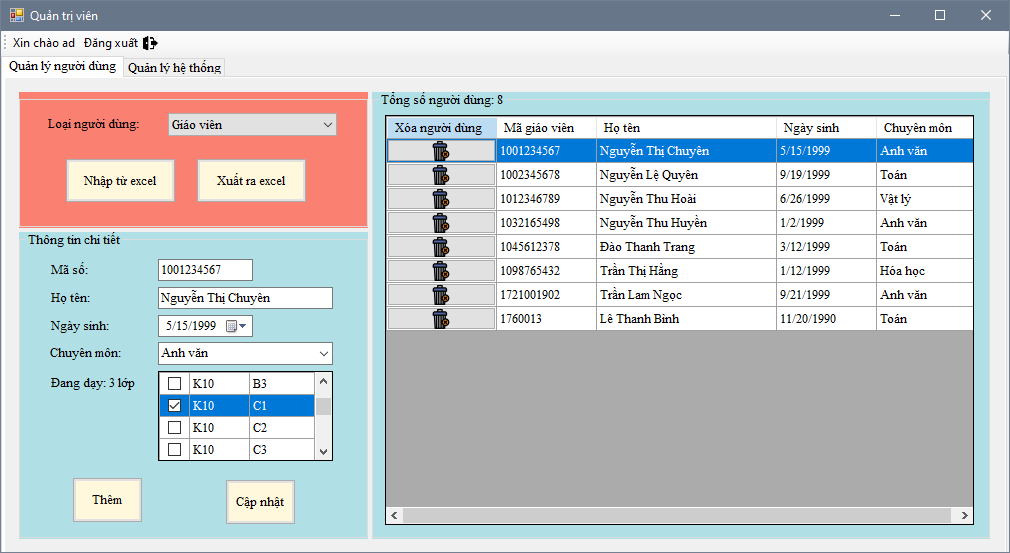 Quản trị viên
Xin chào ad Đăng xuất
Quản lý người dùng Quản lý hệ thống
Loại người dùng: Giáo viên
Nhập từ excel Xuất ra excel
Thông tin chi tiết
Mã số: 1001234567
Họ tên: Nguyễn Thị Chuyên
Ngày sinh: 5/15/1999
Chuyên môn: Anh văn
Đang dạy: 3 lớp
K10 B3
K10 C1
K10 C2
K10 C3
Thêm Cập nhật
Tổng số người dùng: 8
Xóa người dùng Mã giáo viên Họ tên Ngày sinh Chuyên môn
1001234567 Nguyễn Thị Chuyên 5/15/1999 Anh văn
1002345678 Nguyễn Lệ Quyên 9/19/1999 Toán
1012346789 Nguyễn Thu Hoài 6/26/1999 Vật lý
1032165498 Nguyễn Thu Huyền 1/2/1999 Anh văn
1045612378 Đào Thanh Trang 3/12/1999 Toán
1098765432 Trần Thị Hằng 1/12/1999 Hóa học
1721001902 Trần Lam Ngọc 9/21/1999 Anh văn
1760013 Lê Thanh Bình 11/20/1990 Toán